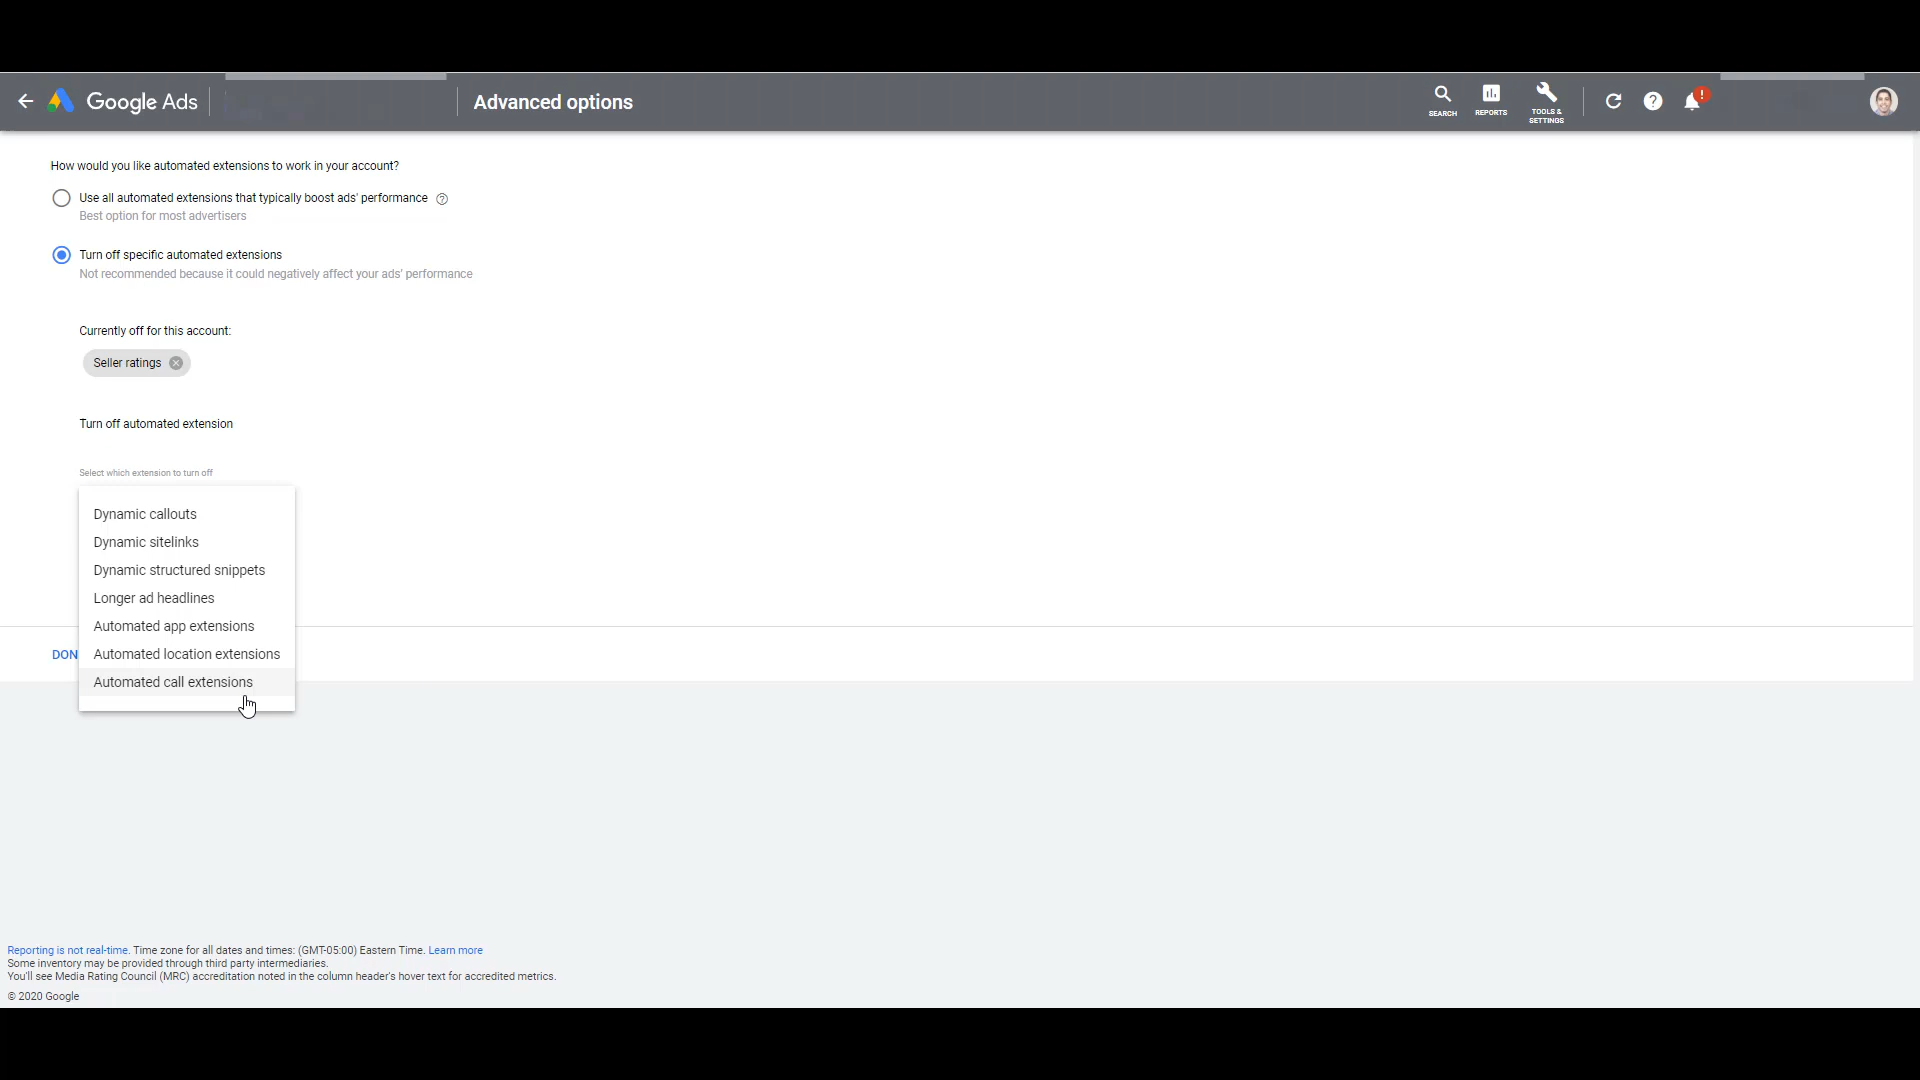 Google Ads
Advanced options
SEARCH
REPORTS
TOOLS &
SETTINGS
How would you like automated extensions to work in your account?
Use all automated extensions that typically boost ads' performance
Best option for most advertisers
Turn off specific automated extensions
Not recommended because it could negatively affect your ads' performance
Currently off for this account:
Seller ratings
Turn off automated extension
Select which extension to turn off
Dynamic callouts
Dynamic sitelinks
Dynamic structured snippets
Longer ad headlines
Automated app extensions
DON
Automated location extensions
Automated call extensions
Reporting is not real-time. Time zone for all dates and times: (GMT-05:00) Eastern Time. Learn more
Some inventory may be provided through third party intermediaries.
You'll see Media Rating Council (MRC) accreditation noted in the column header's hover text for accredited metrics.
© 2020 Google